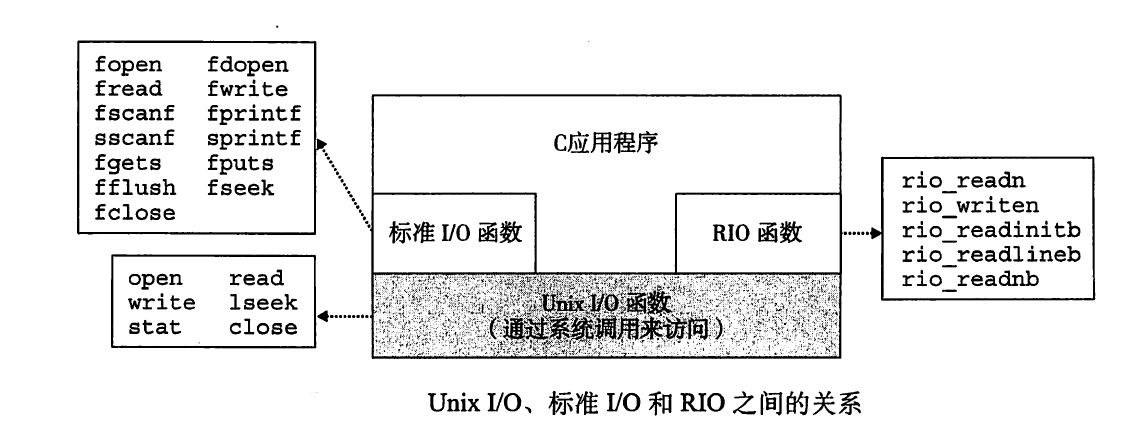 fopen fdopen
fread fwrite
fscanf fprintf
sscanf sprintf
fgets fputs
fflush fseek
fclose
open read
write lseek
stat close
C应用程序
标准 I/O 函数
RIO 函数
Unix I/O 函数
(通过系统调用来访问)
rio_readn
rio_writen
rio_readinitb
rio_readlineb
rio_readnb
Unix I/O、标准 I/O 和 RIO 之间的关系